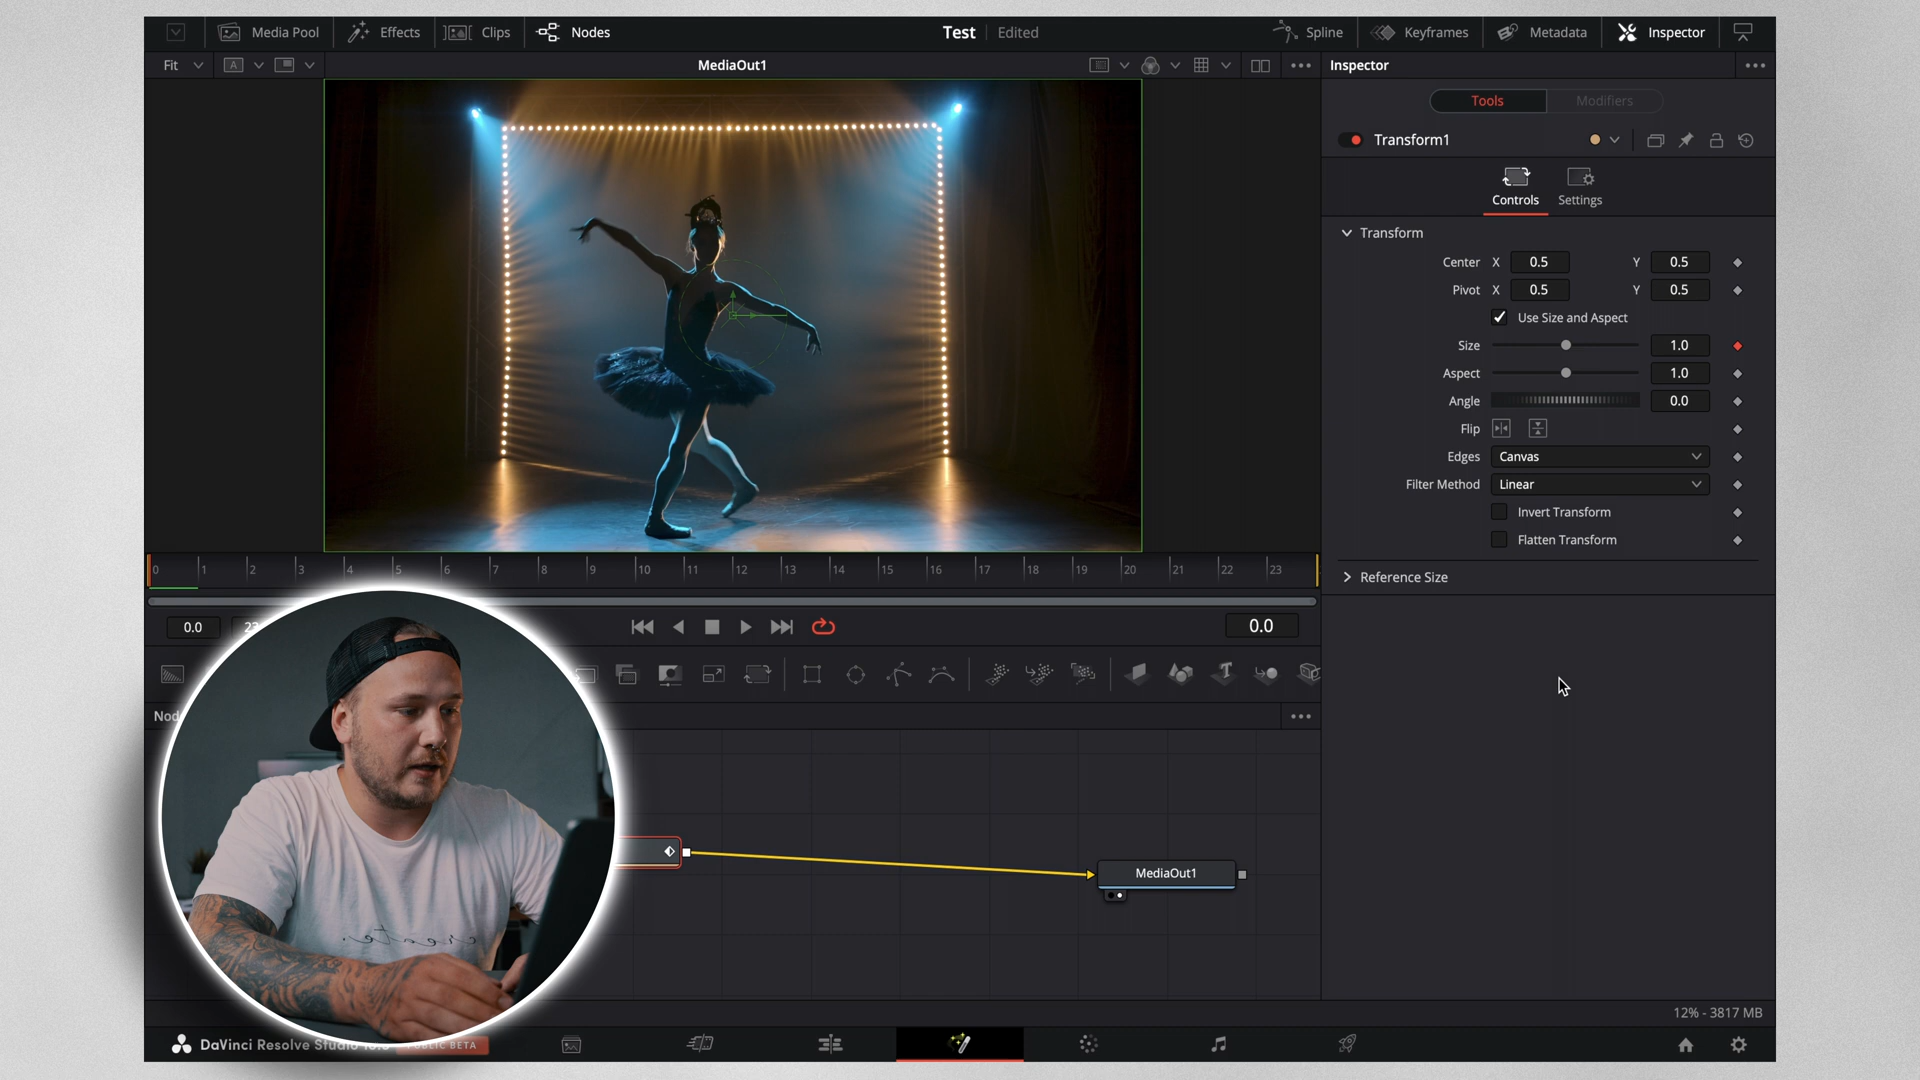 Media Pool Effects Clips Nodes Test Edited Spline Keyframes Metadata Inspector
Fit A MediaOut1 Inspector
Tools Modifiers
Transform1
Controls Settings
Transform
Center X 0.5 Y 0.5
Pivot X 0.5 Y 0.5
Use Size and Aspect
Size 1.0
Aspect 1.0
Angle 0.0
Flip
Edges Canvas
Filter Method Linear
Invert Transform
Flatten Transform
Reference Size
0 1 2 3 4 5 6 7 8 9 10 11 12 13 14 15 16 17 18 19 20 21 22 23
0.0 0.0
T
MediaOut1
create.
12% - 3817 MB
DaVinci Resolve BETA